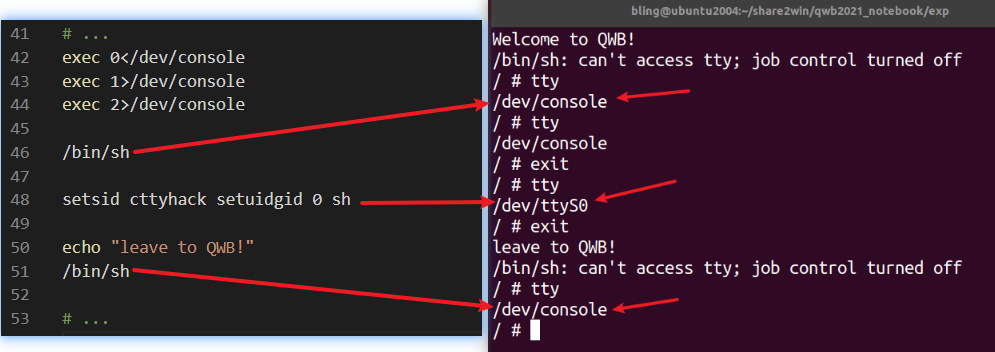 41 # ...
42 exec 0</dev/console
43 exec 1>/dev/console
44 exec 2>/dev/console
45
46 /bin/sh
47
48 setsid cttyhack setuidgid 0 sh
49
50 echo "leave to QWB!"
51 /bin/sh
52
53 # ...
bling@ubuntu2004:~/share2win/qwb2021_notebook/exp
Welcome to QWB!
/bin/sh: can't access tty; job control turned off
/ # tty
/dev/console
/ # tty
/dev/console
/ # exit
/ # tty
/dev/ttyS0
/ # exit
leave to QWB!
/bin/sh: can't access tty; job control turned off
/ # tty
/dev/console
/ #